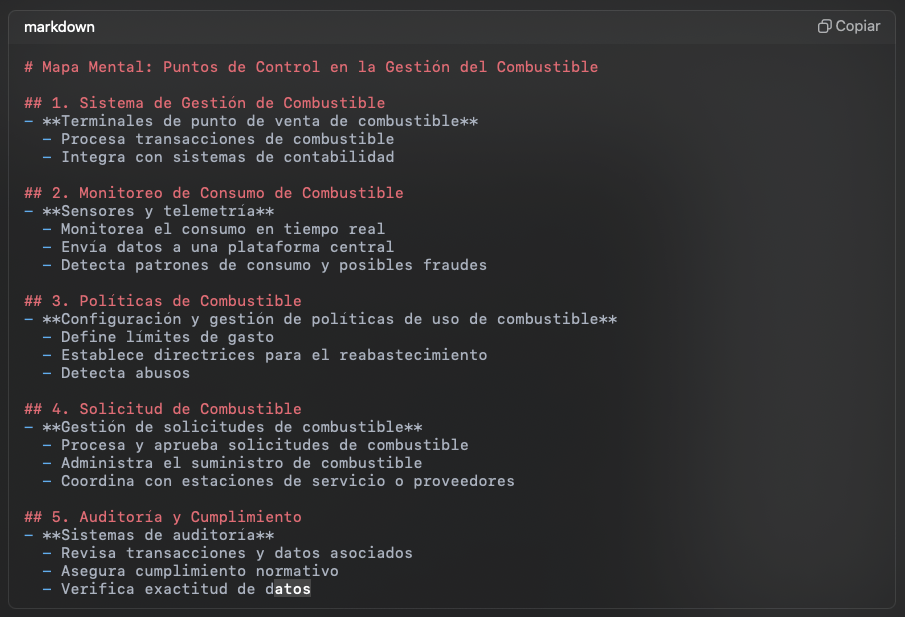 markdown
Copiar
# Mapa Mental: Puntos de Control en la Gestión del Combustible
## 1. Sistema de Gestión de Combustible
- **Terminales de punto de venta de combustible**
- Procesa transacciones de combustible
- Integra con sistemas de contabilidad
## 2. Monitoreo de Consumo de Combustible
- **Sensores y telemetría**
- Monitorea el consumo en tiempo real
- Envía datos a una plataforma central
- Detecta patrones de consumo y posibles fraudes
## 3. Políticas de Combustible
- **Configuración y gestión de políticas de uso de combustible**
- Define límites de gasto
- Establece directrices para el reabastecimiento
- Detecta abusos
## 4. Solicitud de Combustible
- **Gestión de solicitudes de combustible**
- Procesa y aprueba solicitudes de combustible
- Administra el suministro de combustible
- Coordina con estaciones de servicio o proveedores
## 5. Auditoría y Cumplimiento
- **Sistemas de auditoría**
- Revisa transacciones y datos asociados
- Asegura cumplimiento normativo
- Verifica exactitud de datos